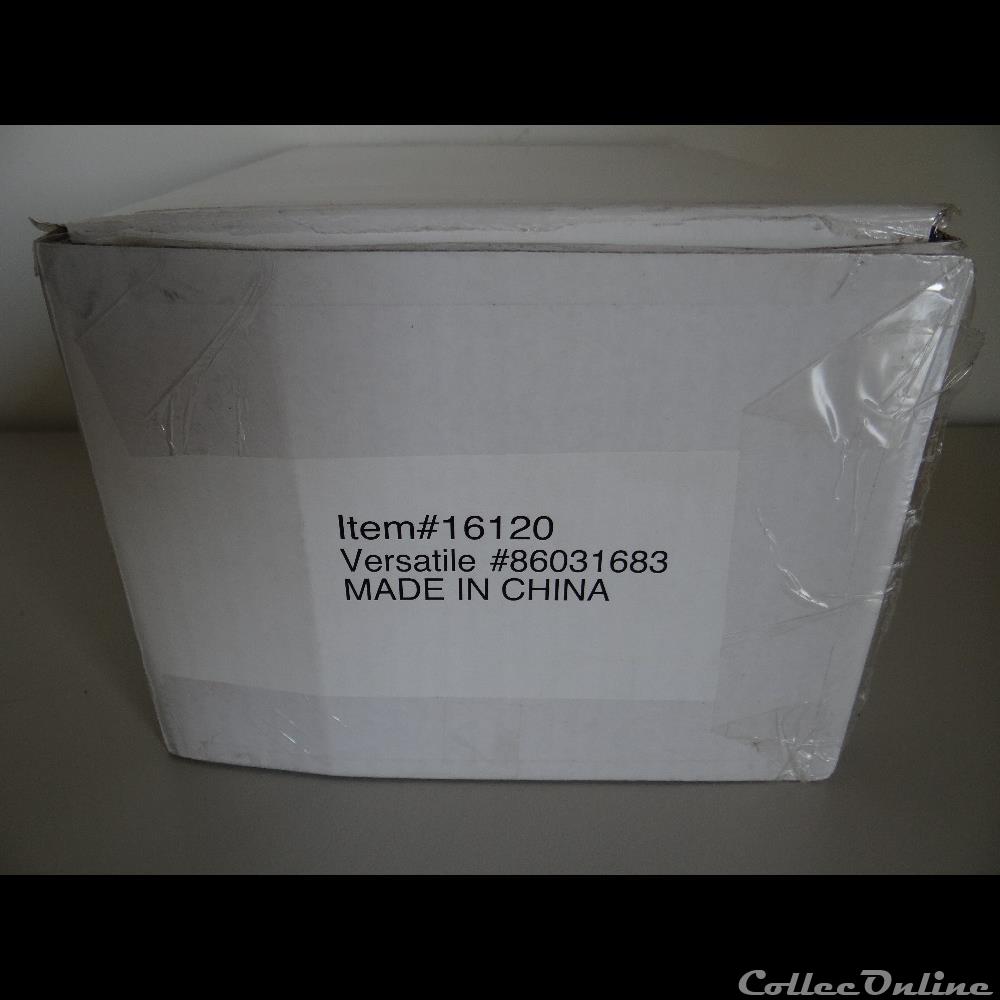 Item#16120
Versatile #86031683
MADE IN CHINA
CollecOnline